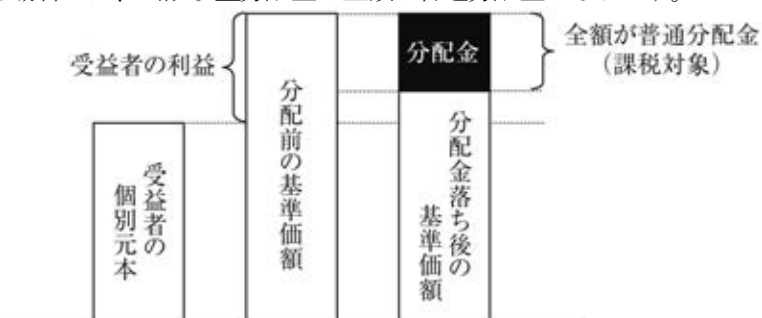 受益者の利益
分配金
全額が普通分配金
(課税対象)
受益者の
個別元本
分配前の基準価額
分配金落ち後の
基準価額